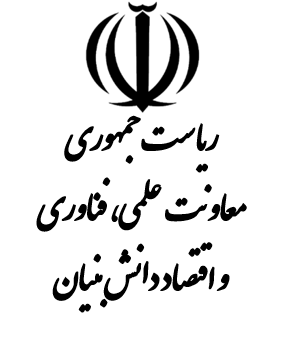 ریاست جمهوری
معاونت علمی، فناوری
و اقتصاد دانش بنیان